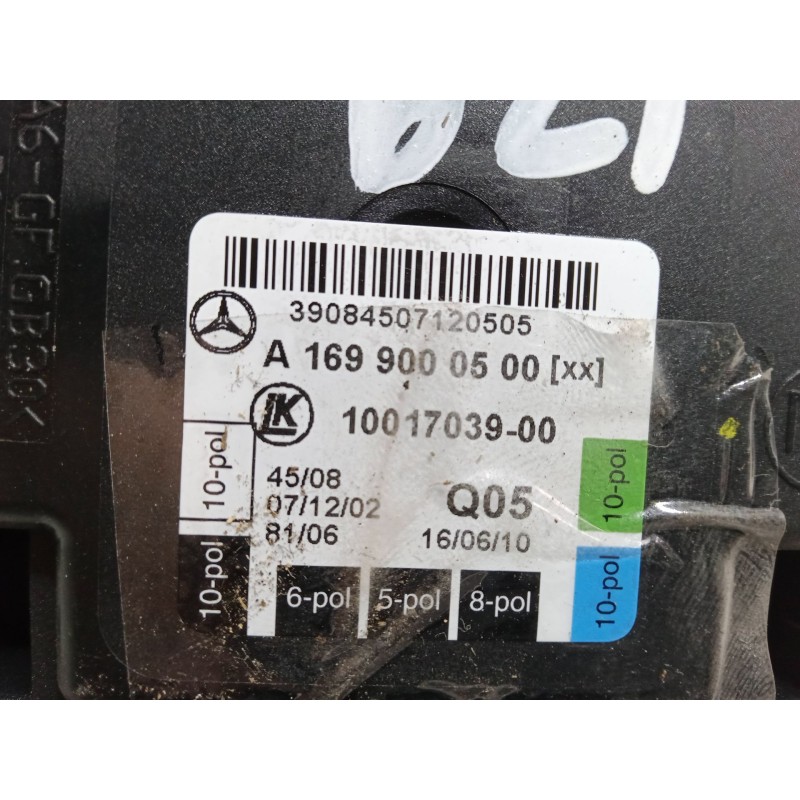 39084507120505
A 169 900 05 00 [xx]
lK 10017039-00
45/08
07/12/02 Q05
81/06 16/06/10
10-pol
10-pol
6-pol 5-pol 8-pol
10-pol
10-pol